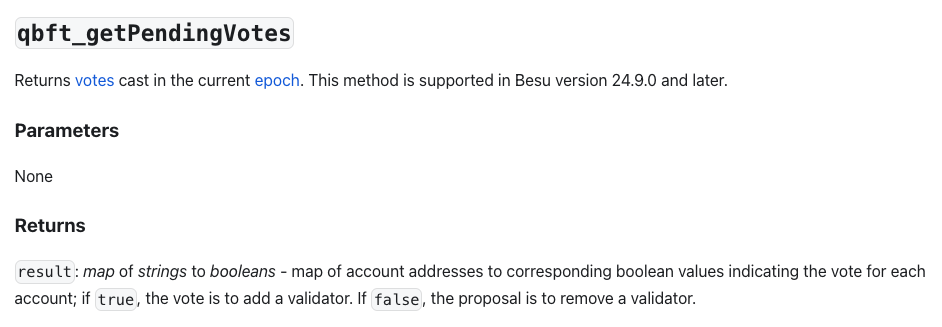 qbft_getPendingVotes
Returns votes cast in the current epoch. This method is supported in Besu version 24.9.0 and later.
Parameters
None
Returns
result: map of strings to booleans - map of account addresses to corresponding boolean values indicating the vote for each
account; if true, the vote is to add a validator. If false, the proposal is to remove a validator.